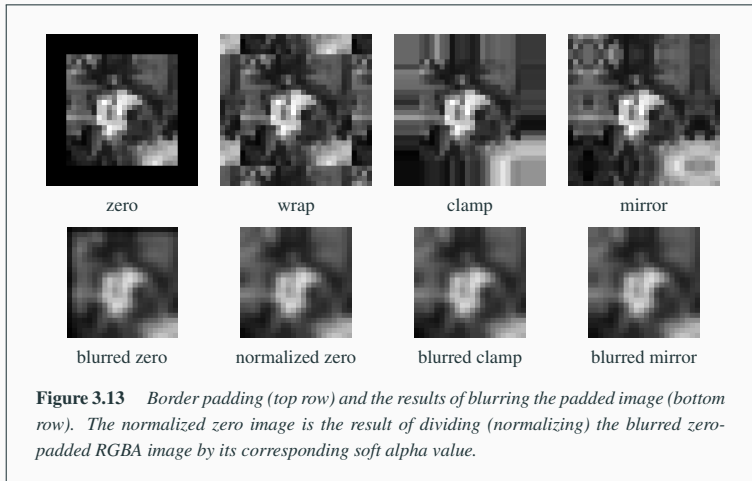 zero wrap clamp mirror
blurred zero normalized zero blurred clamp blurred mirror
Figure 3.13 Border padding (top row) and the results of blurring the padded image (bottom
row). The normalized zero image is the result of dividing (normalizing) the blurred zero-
padded RGBA image by its corresponding soft alpha value.